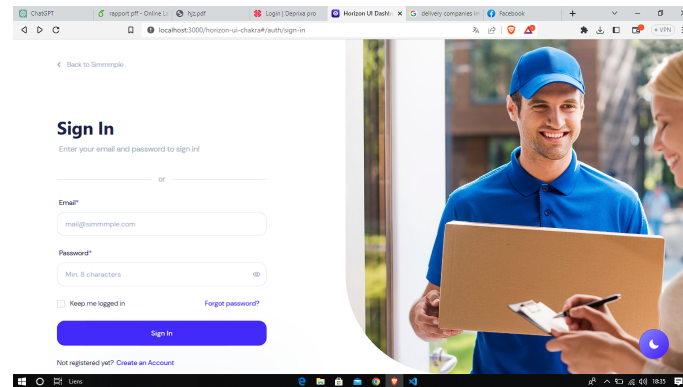 ChatGPT
rapport pff - Online L
Njz.pdf
Login | Deprixa pro
Horizon UI Dashb
delivery companies in
Facebook
localhost:3000/horizon-ui-chakra#/auth/sign-in
VPN
Back to Simmmple
Sign In
Enter your email and password to sign in!
or
Email*
mail@simmmple.com
Password*
Min. 8 characters
Keep me logged in
Forgot password?
Sign In
Not registered yet? Create an Account
Liens
18:35